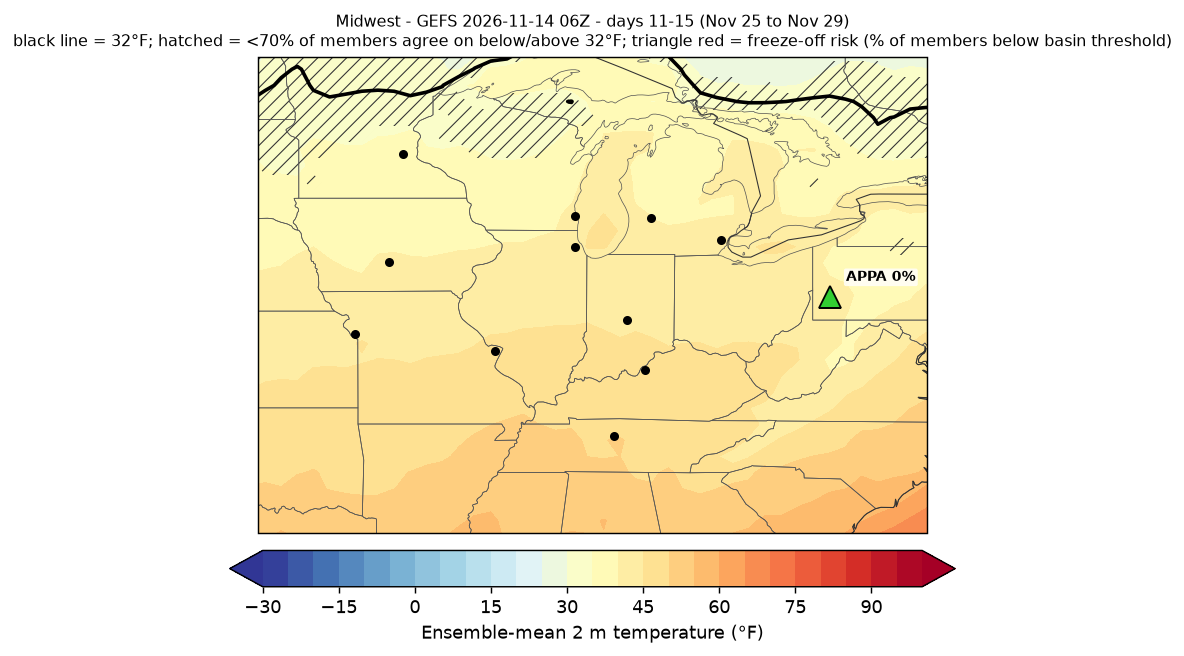 Midwest - GEFS 2026-11-14 06Z - days 11-15 (Nov 25 to Nov 29)
black line = 32°F; hatched = <70% of members agree on below/above 32°F; triangle red = freeze-off risk (% of members below basin threshold)
APPA 0%
−30 −15 0 15 30 45 60 75 90
Ensemble-mean 2 m temperature (°F)